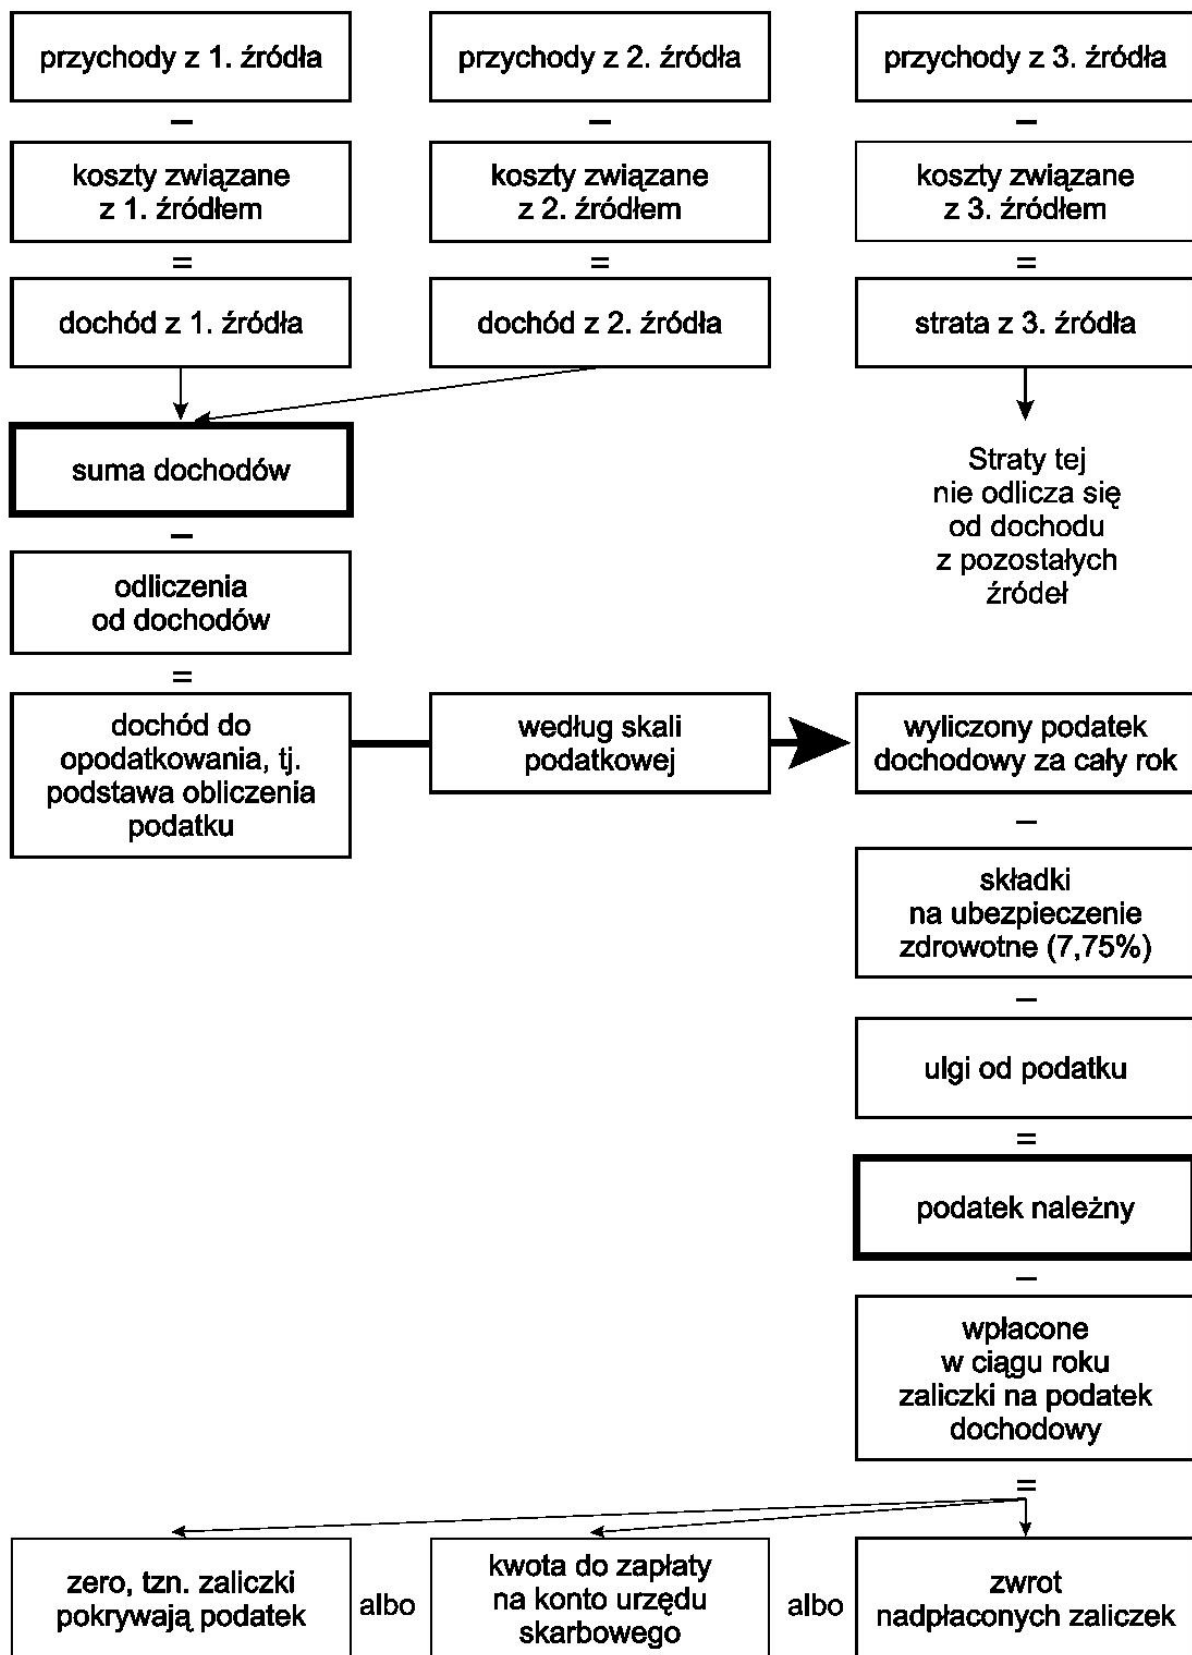 przychody z 1. źródła
przychody z 2. źródła
przychody z 3. źródła
–
–
–
koszty związane
z 1. źródłem
koszty związane
z 2. źródłem
koszty związane
z 3. źródłem
=
=
=
dochód z 1. źródła
dochód z 2. źródła
strata z 3. źródła
suma dochodów
Straty tej
nie odlicza się
od dochodu
z pozostałych
źródeł
–
odliczenia
od dochodów
=
dochód do
opodatkowania, tj.
podstawa obliczenia
podatku
według skali
podatkowej
wyliczony podatek
dochodowy za cały rok
–
składki
na ubezpieczenie
zdrowotne (7,75%)
–
ulgi od podatku
=
podatek należny
–
wpłacone
w ciągu roku
zaliczki na podatek
dochodowy
=
zero, tzn. zaliczki
pokrywają podatek
albo
kwota do zapłaty
na konto urzędu
skarbowego
albo
zwrot
nadpłaconych zaliczek